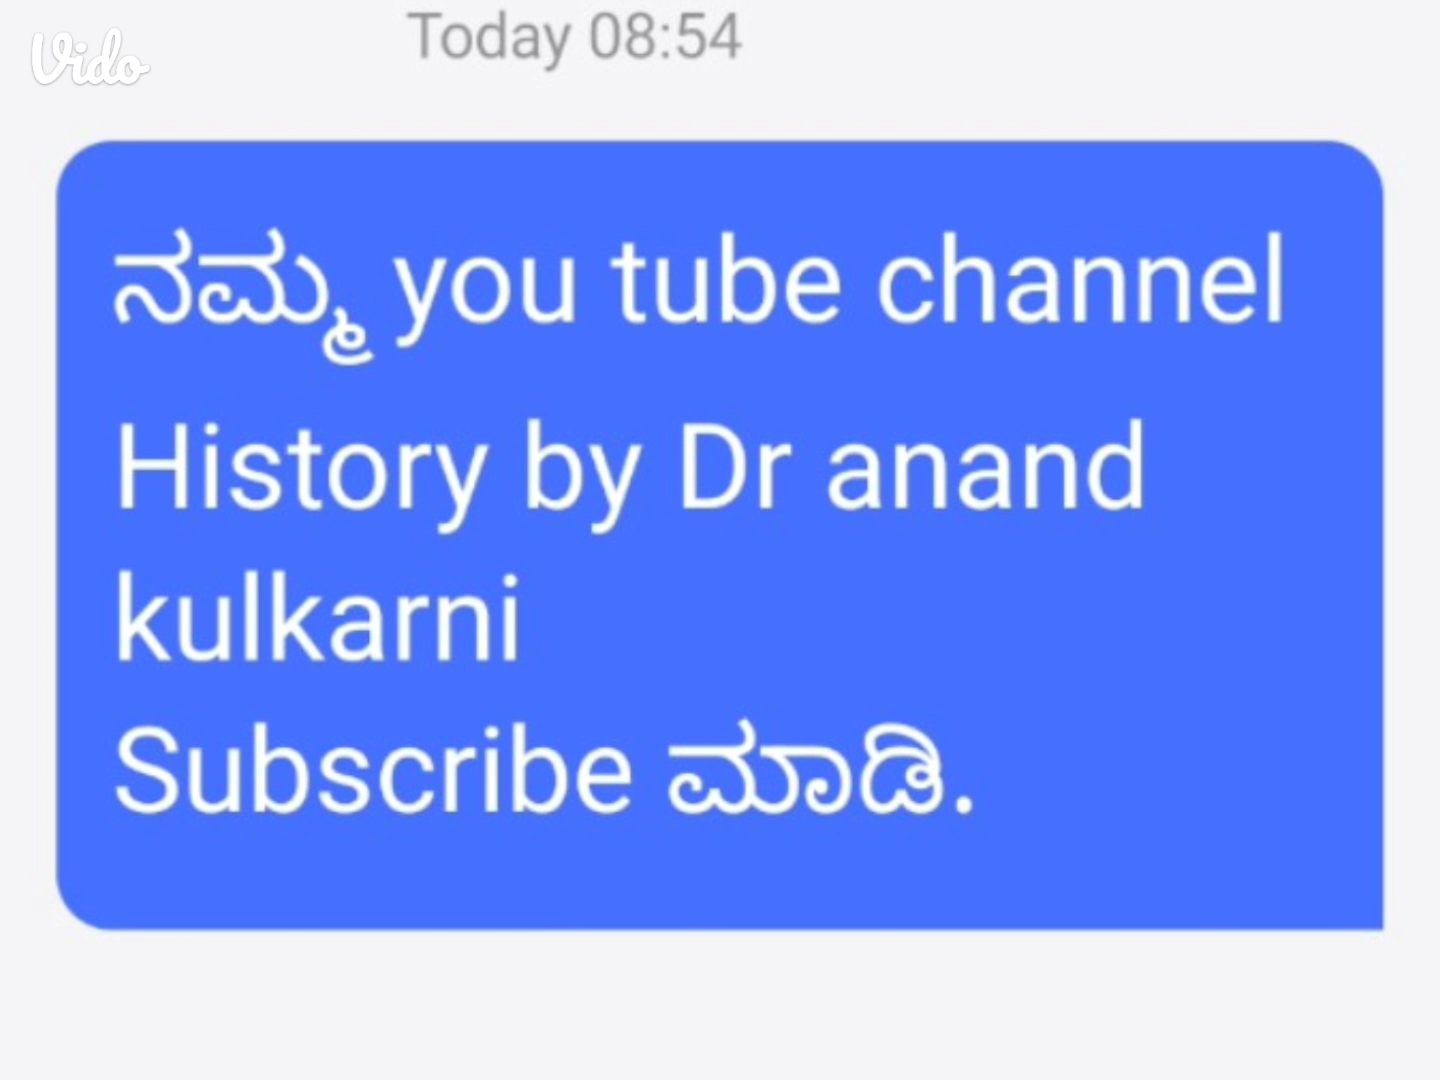 Today 08:54
Vido
ನಮ್ಮ you tube channel
History by Dr anand
kulkarni
Subscribe ಮಾಡಿ.